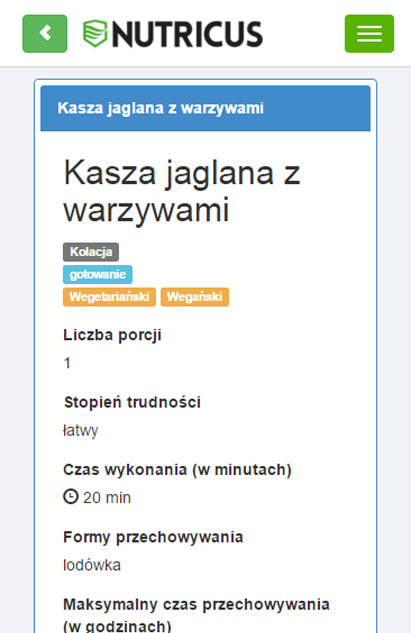 NUTRICUS
Kasza jaglana z warzywami
Kasza jaglana z
warzywami
Kolacja
gotowanie
Wegetariański Wegański
Liczba porcji
1
Stopień trudności
łatwy
Czas wykonania (w minutach)
20 min
Formy przechowywania
lodówka
Maksymalny czas przechowywania
(w godzinach)